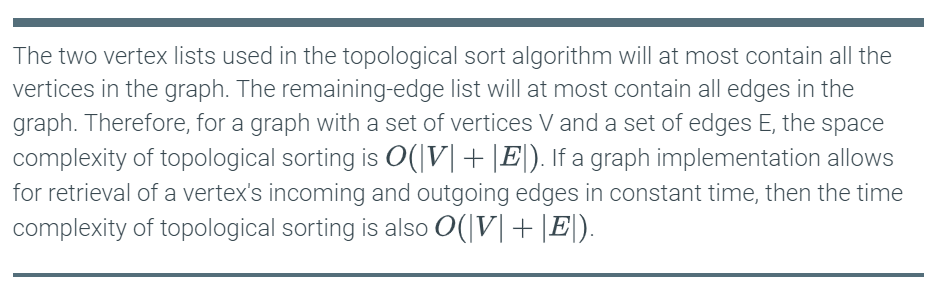 The two vertex lists used in the topological sort algorithm will at most contain all the
vertices in the graph. The remaining-edge list will at most contain all edges in the
graph. Therefore, for a graph with a set of vertices V and a set of edges E, the space
complexity of topological sorting is O(|V| + |E|). If a graph implementation allows
for retrieval of a vertex's incoming and outgoing edges in constant time, then the time
complexity of topological sorting is also O(|V| + |E|).